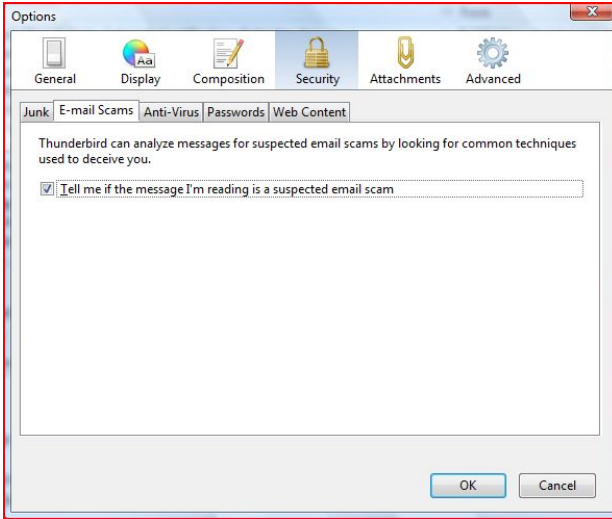 Options
General Display Composition Security Attachments Advanced
Junk E-mail Scams Anti-Virus Passwords Web Content
Thunderbird can analyze messages for suspected email scams by looking for common techniques
used to deceive you.
Tell me if the message I'm reading is a suspected email scam
OK Cancel